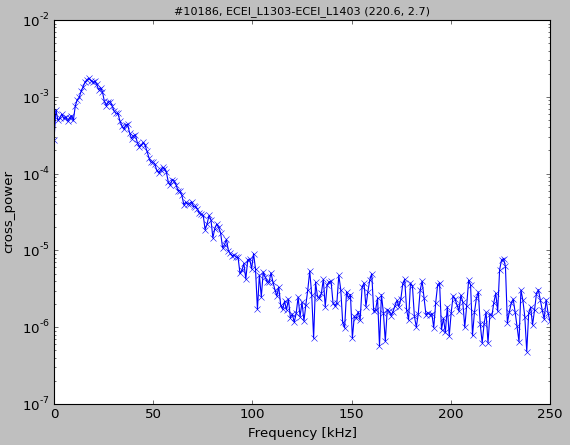 #10186, ECEI_L1303-ECEI_L1403 (220.6, 2.7)
10^-2
10^-3
10^-4
10^-5
10^-6
10^-7
cross_power
0 50 100 150 200 250
Frequency [kHz]